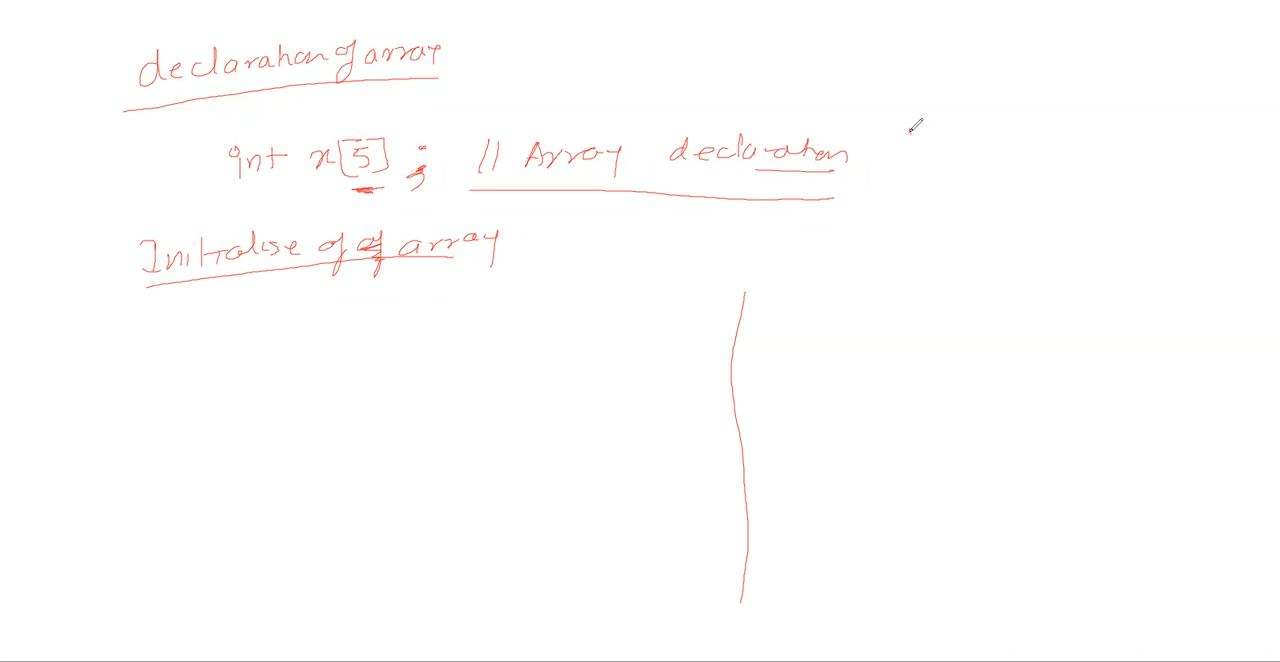 declaration of array
int x[5] ; // Array declaration
Initialise of array